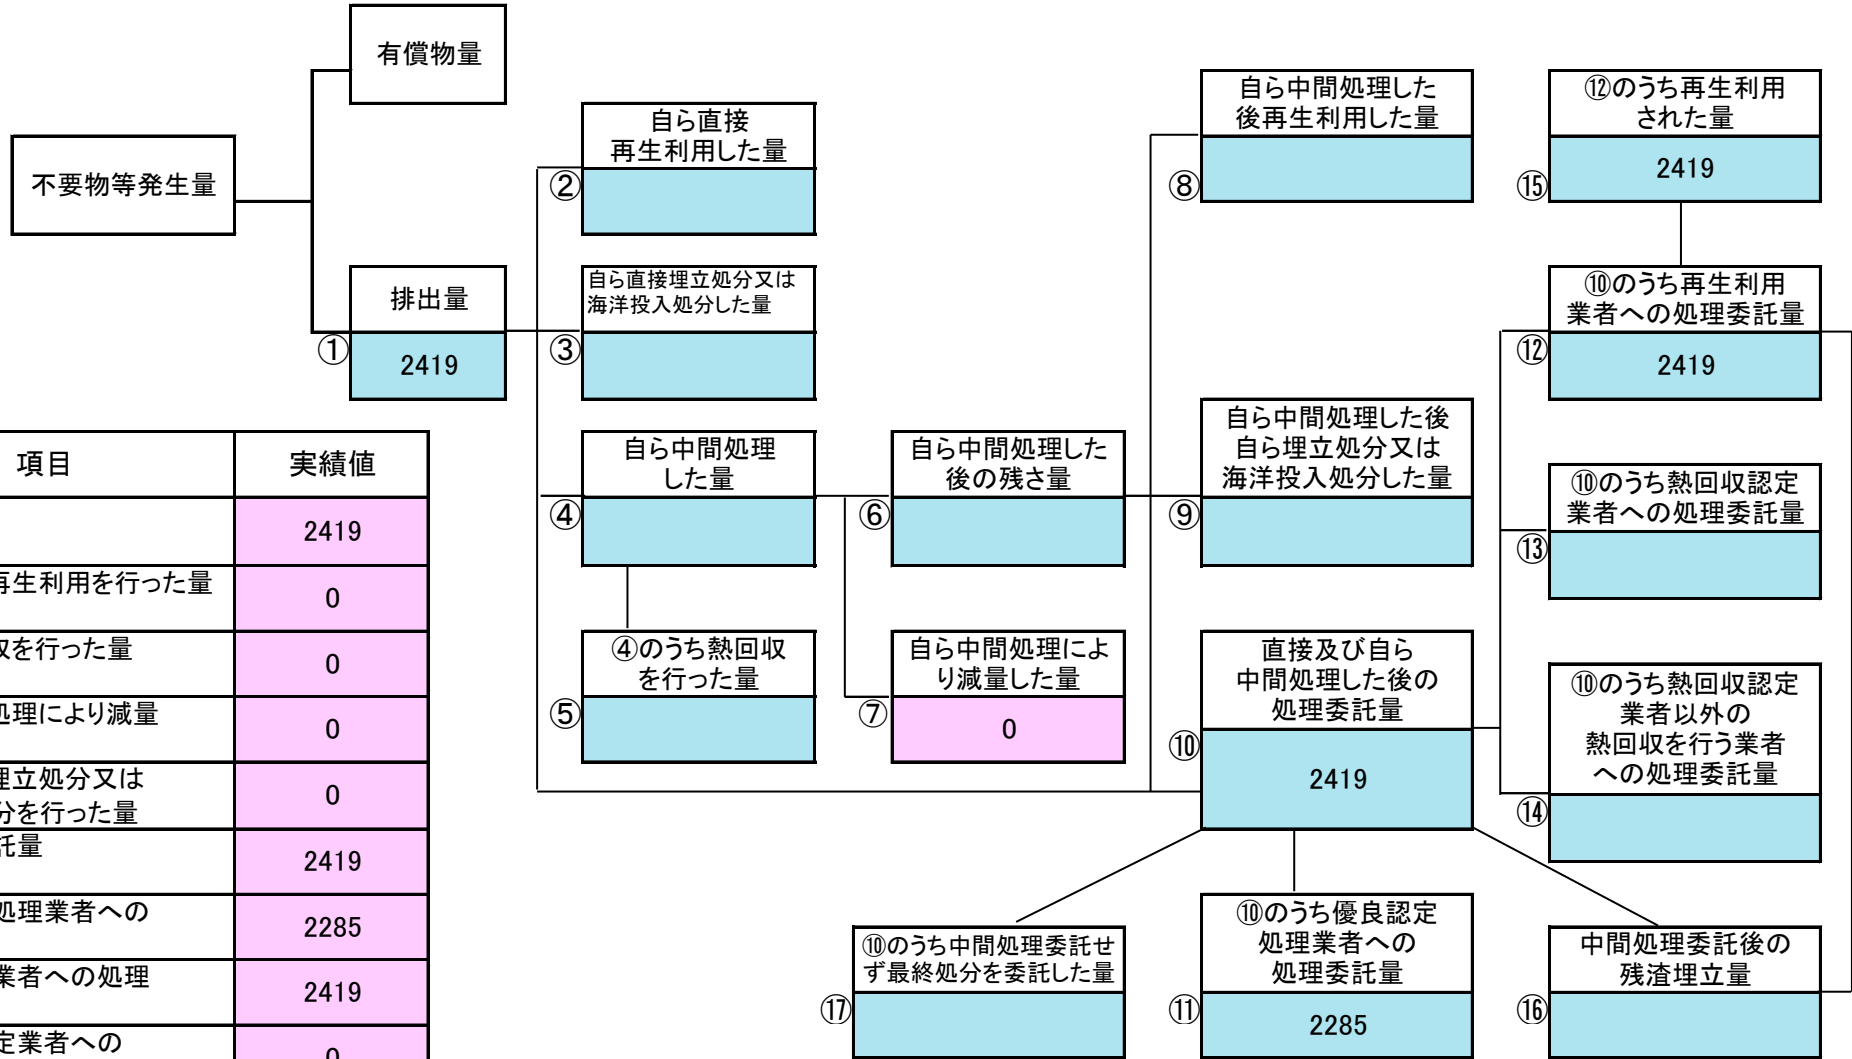 有償物量
不要物等発生量
排出量
①
2419
自ら直接
再生利用した量
②
自ら直接埋立処分又は
海洋投入処分した量
③
自ら中間処理
した量
④
④のうち熱回収
を行った量
⑤
自ら中間処理した
後の残さ量
⑥
自ら中間処理によ
り減量した量
⑦
0
自ら中間処理した
後再生利用した量
⑧
自ら中間処理した後
自ら埋立処分又は
海洋投入処分した量
⑨
直接及び自ら
中間処理した後の
処理委託量
⑩
2419
⑩のうち優良認定
処理業者への
処理委託量
⑪
2285
⑫のうち再生利用
された量
⑮
2419
⑩のうち再生利用
業者への処理委託量
⑫
2419
⑩のうち熱回収認定
業者への処理委託量
⑬
⑩のうち熱回収認定
業者以外の
熱回収を行う業者
への処理委託量
⑭
中間処理委託後の
残渣埋立量
⑯
⑩のうち中間処理委託せ
ず最終処分を委託した量
⑰
項目
実績値
2419
再生利用を行った量
0
を行った量
0
処理により減量
0
埋立処分又は
分を行った量
0
託量
2419
処理業者への
2285
業者への処理
2419
定業者への
0